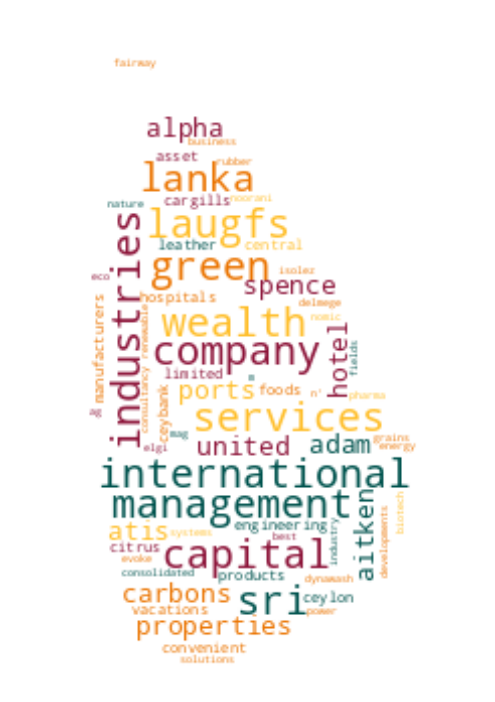 fairway
alpha
business
asset
rubber
lanka
cargills
noorani
nature
laugfs
industries
leather
central
green
isolez
eco
spence
hospitals
delmege
manufacturers
renewable
wealth
nomic
company
hotel
fields
limited
m
ports
foods
n'
pharma
consultancy
ceybank
ag
services
mag
united
adam
grains
energy
elgi
international
management
aitken
biotech
atis
systems
engineering
industry
developments
best
citrus
capital
evoke
consolidated
products
dynawash
carbons
sri
ceylon
vacations
power
properties
convenient
solutions